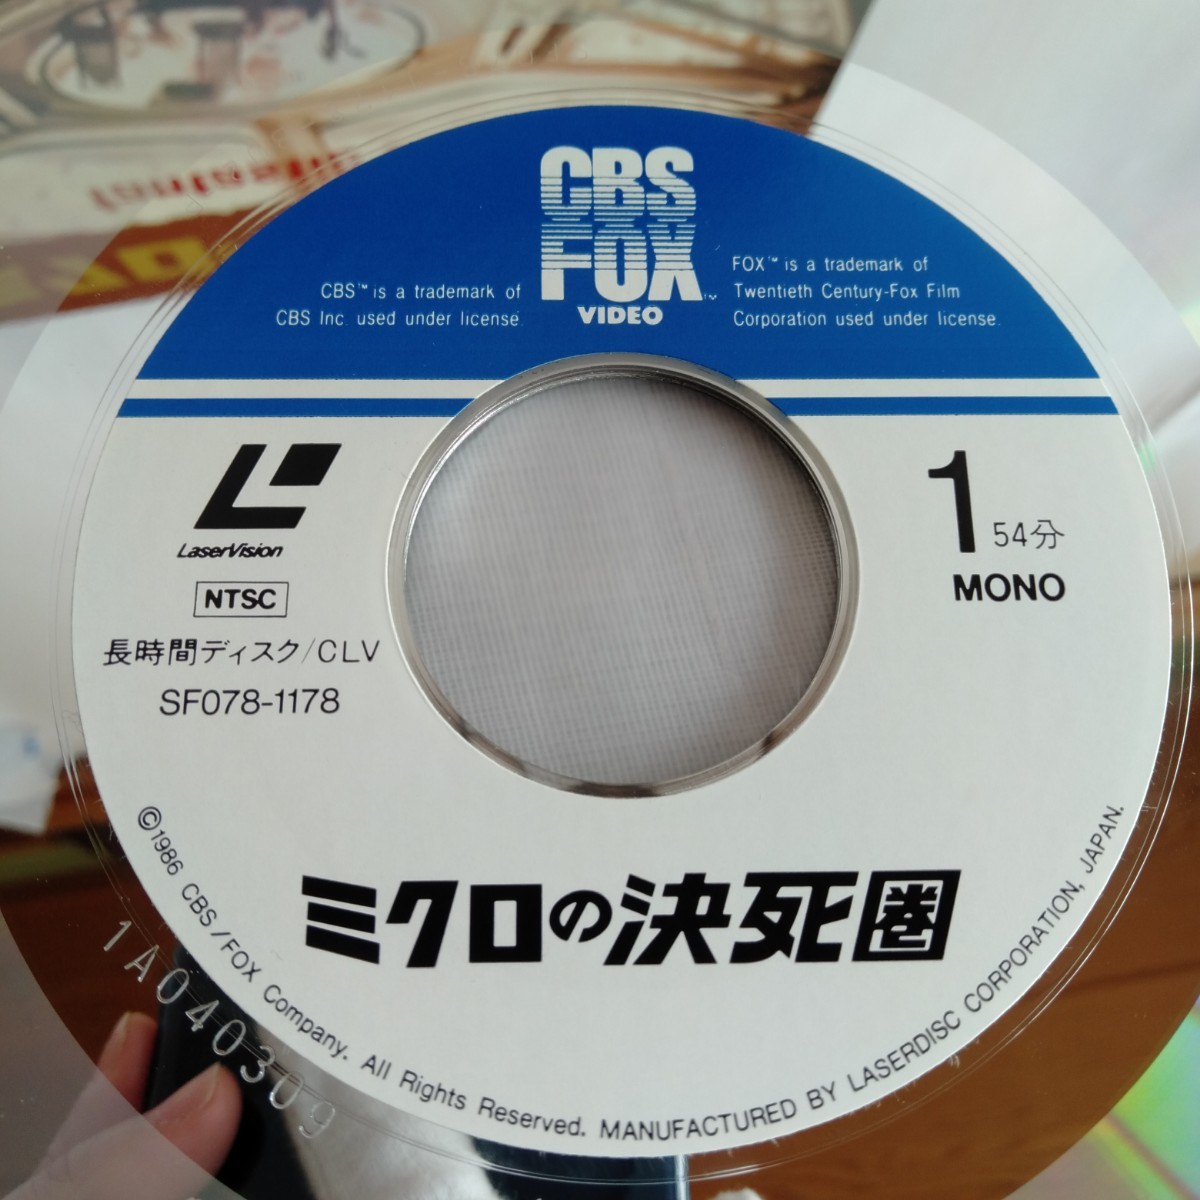 CBS
FOX
VIDEO
CBS™ is a trademark of
CBS Inc. used under license.
FOX™ is a trademark of
Twentieth Century-Fox Film
Corporation used under license.
LaserVision
NTSC
長時間ディスク/CLV
SF078-1178
1 54分
MONO
ミクロの決死圏
©1986 CBS/FOX Company. All Rights Reserved. MANUFACTURED BY LASERDISC CORPORATION, JAPAN.
1A040309